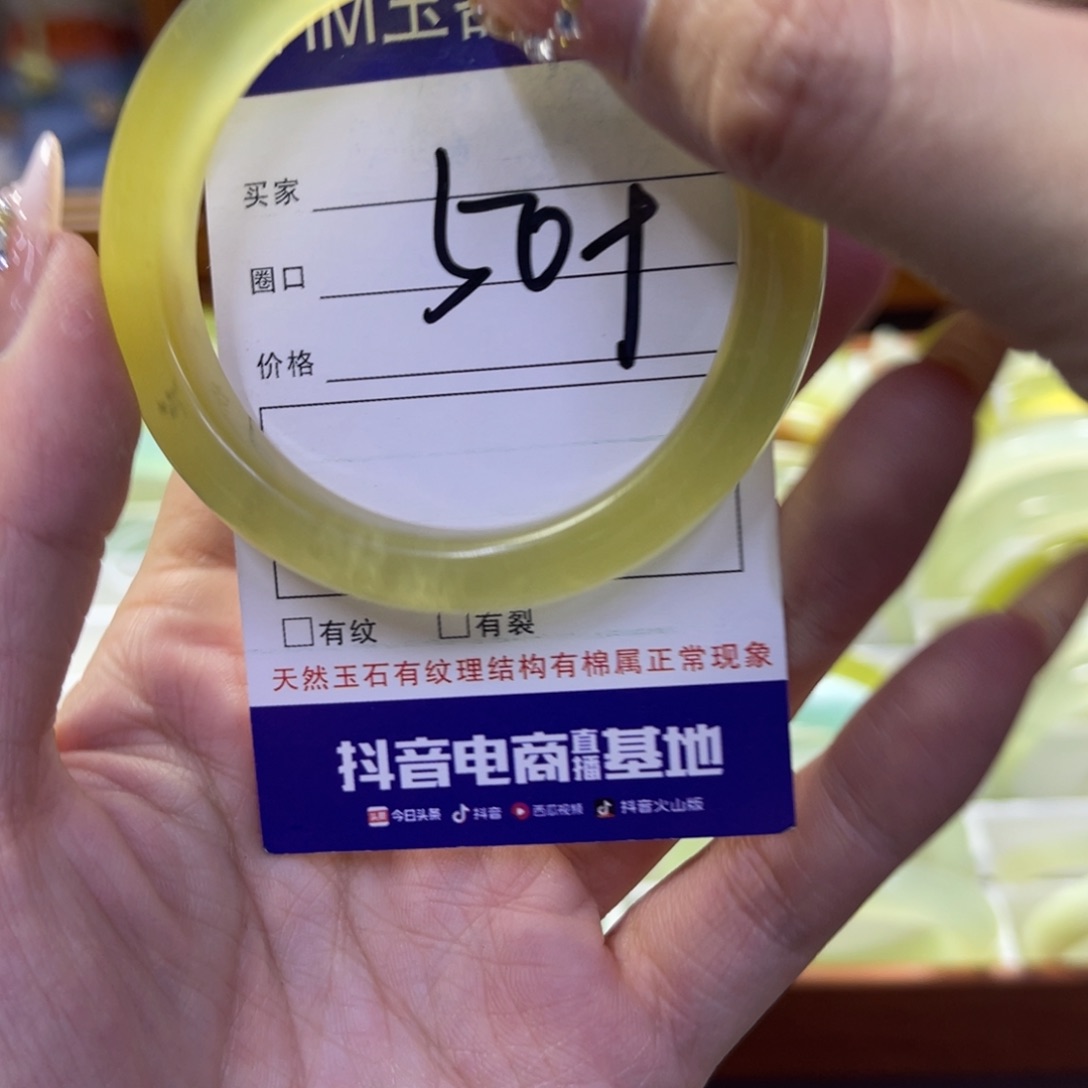 买家
圈口
价格
□有纹 □有裂
天然玉石有纹理结构有棉属正常现象
抖音电商直播基地
头条 今日头条 抖音 西瓜视频 抖音火山版